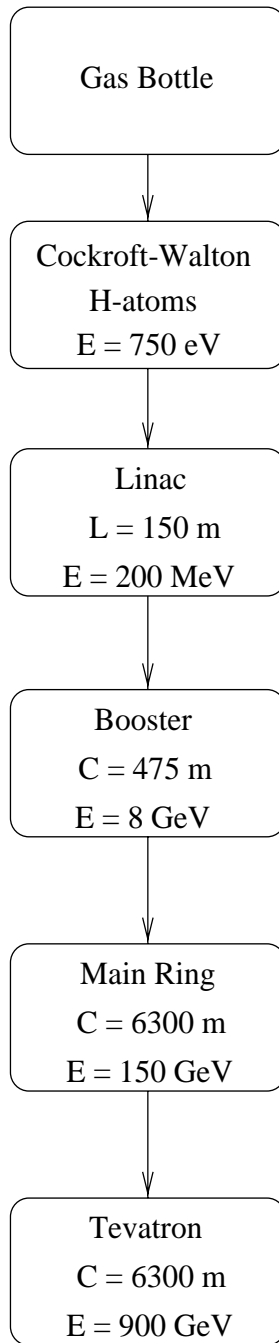 Gas Bottle
Cockroft-Walton
H-atoms
E = 750 eV
Linac
L = 150 m
E = 200 MeV
Booster
C = 475 m
E = 8 GeV
Main Ring
C = 6300 m
E = 150 GeV
Tevatron
C = 6300 m
E = 900 GeV